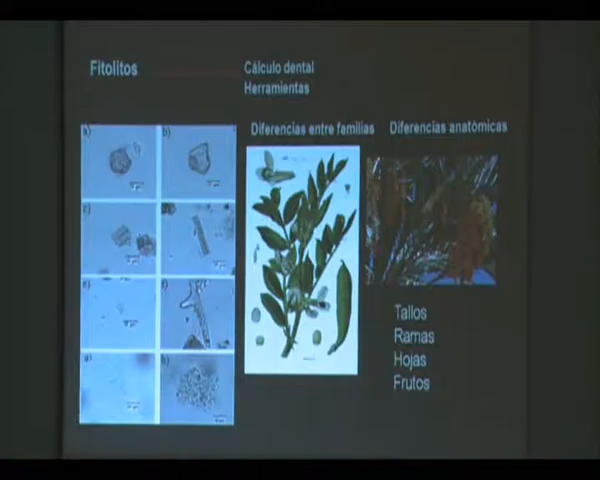 Fitolitos
Cálculo dental
Herramientas
Diferencias entre familias
Diferencias anatómicas
a)
b)
Tallos
Ramas
Hojas
Frutos